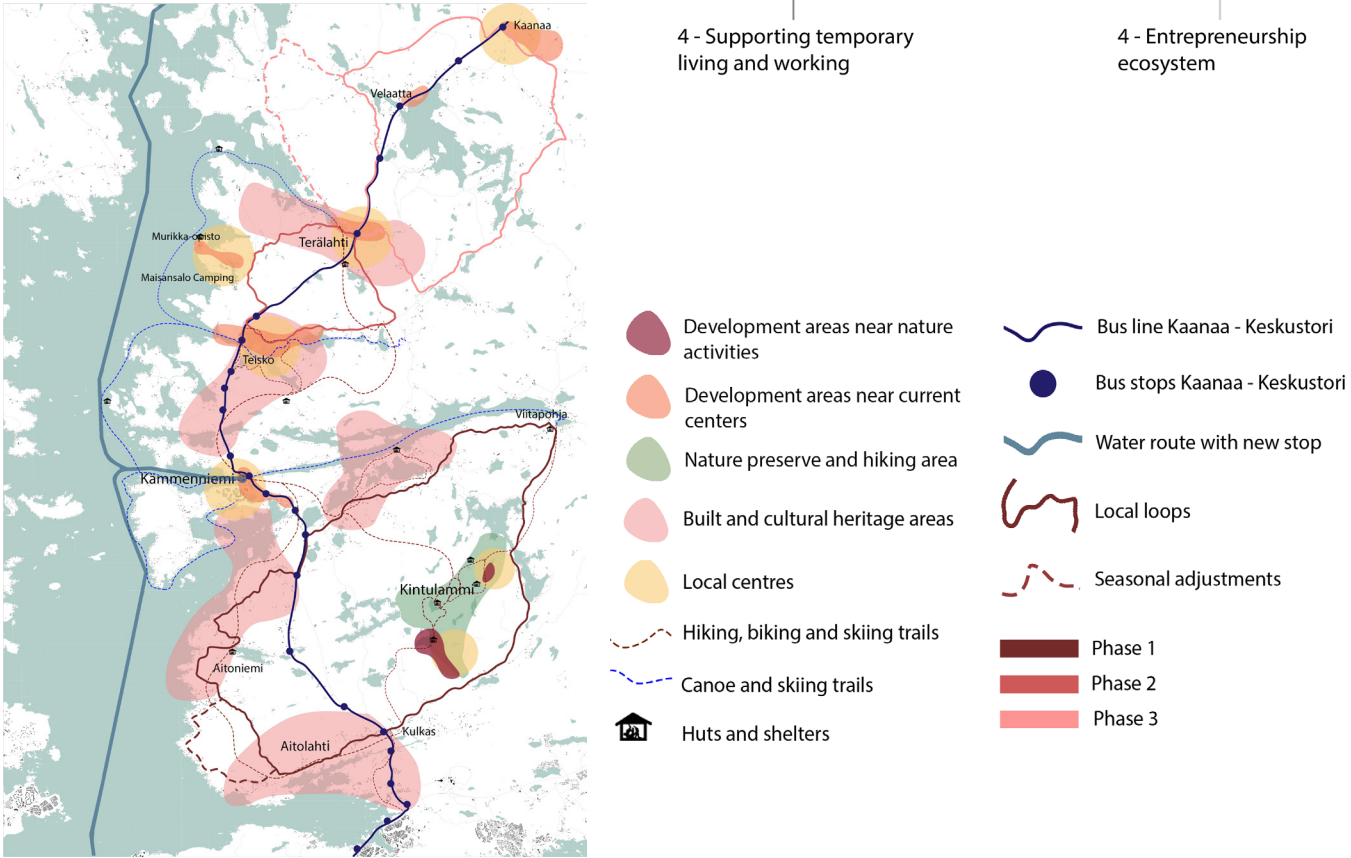 4 - Supporting temporary
living and working
4 - Entrepreneurship
ecosystem
Kaanaa
Velaatta
Murikka-opisto
Terälahti
Maisansalo Camping
Teisko
Viitapohja
Kämmenniemi
Kintulammi
Aitoniemi
Kulkas
Aitolahti
Development areas near nature
activities
Development areas near current
centers
Nature preserve and hiking area
Built and cultural heritage areas
Local centres
Hiking, biking and skiing trails
Canoe and skiing trails
Huts and shelters
Bus line Kaanaa - Keskustori
Bus stops Kaanaa - Keskustori
Water route with new stop
Local loops
Seasonal adjustments
Phase 1
Phase 2
Phase 3